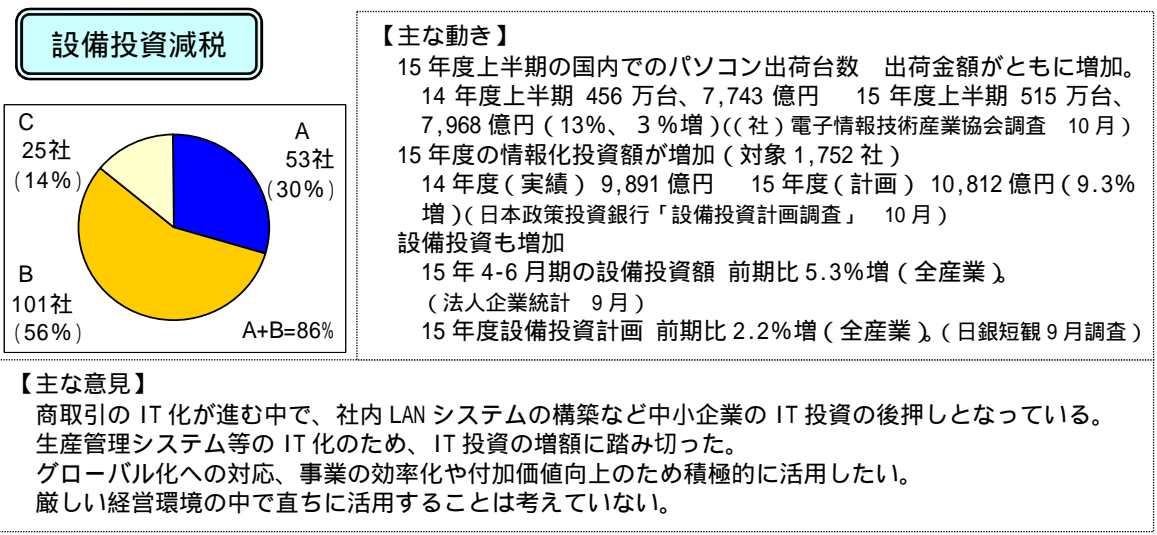 設備投資減税
C
25社
(14%)
A
53社
(30%)
B
101社
(56%)
A+B=86%
【主な動き】
15年度上半期の国内でのパソコン出荷台数　出荷金額がともに増加。
14年度上半期 456万台、7,743億円　15年度上半期 515万台、
7,968億円(13%、3%増)((社)電子情報技術産業協会調査　10月)
15年度の情報化投資額が増加(対象1,752社)
14年度(実績) 9,891億円　15年度(計画) 10,812億円(9.3%
増)(日本政策投資銀行「設備投資計画調査」　10月)
設備投資も増加
15年4-6月期の設備投資額 前期比5.3%増(全産業)。
(法人企業統計　9月)
15年度設備投資計画 前期比2.2%増(全産業)。(日銀短観9月調査)
【主な意見】
商取引のIT化が進む中で、社内LANシステムの構築など中小企業のIT投資の後押しとなっている。
生産管理システム等のIT化のため、IT投資の増額に踏み切った。
グローバル化への対応、事業の効率化や付加価値向上のため積極的に活用したい。
厳しい経営環境の中で直ちに活用することは考えていない。